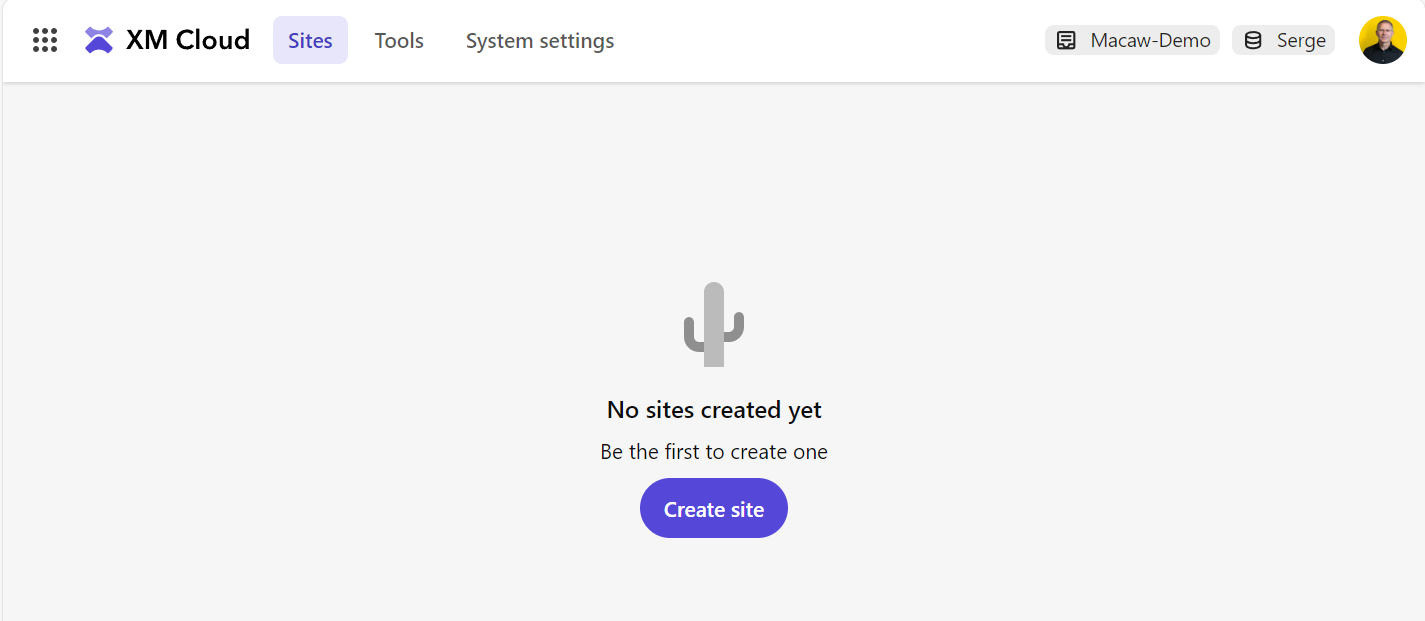 XM Cloud Sites Tools System settings Macaw-Demo Serge
No sites created yet
Be the first to create one
Create site